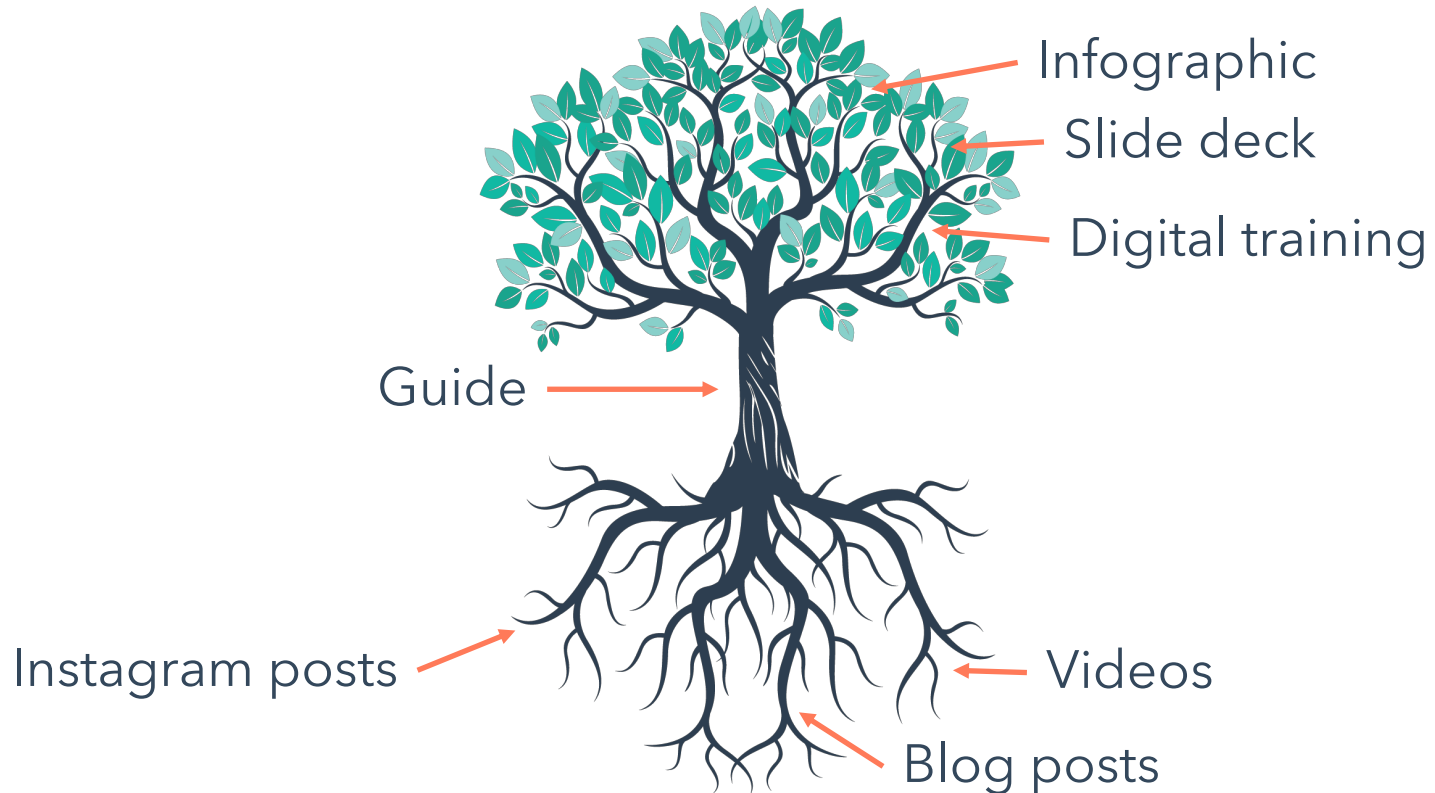 Infographic
Slide deck
Digital training
Guide
Instagram posts
Videos
Blog posts